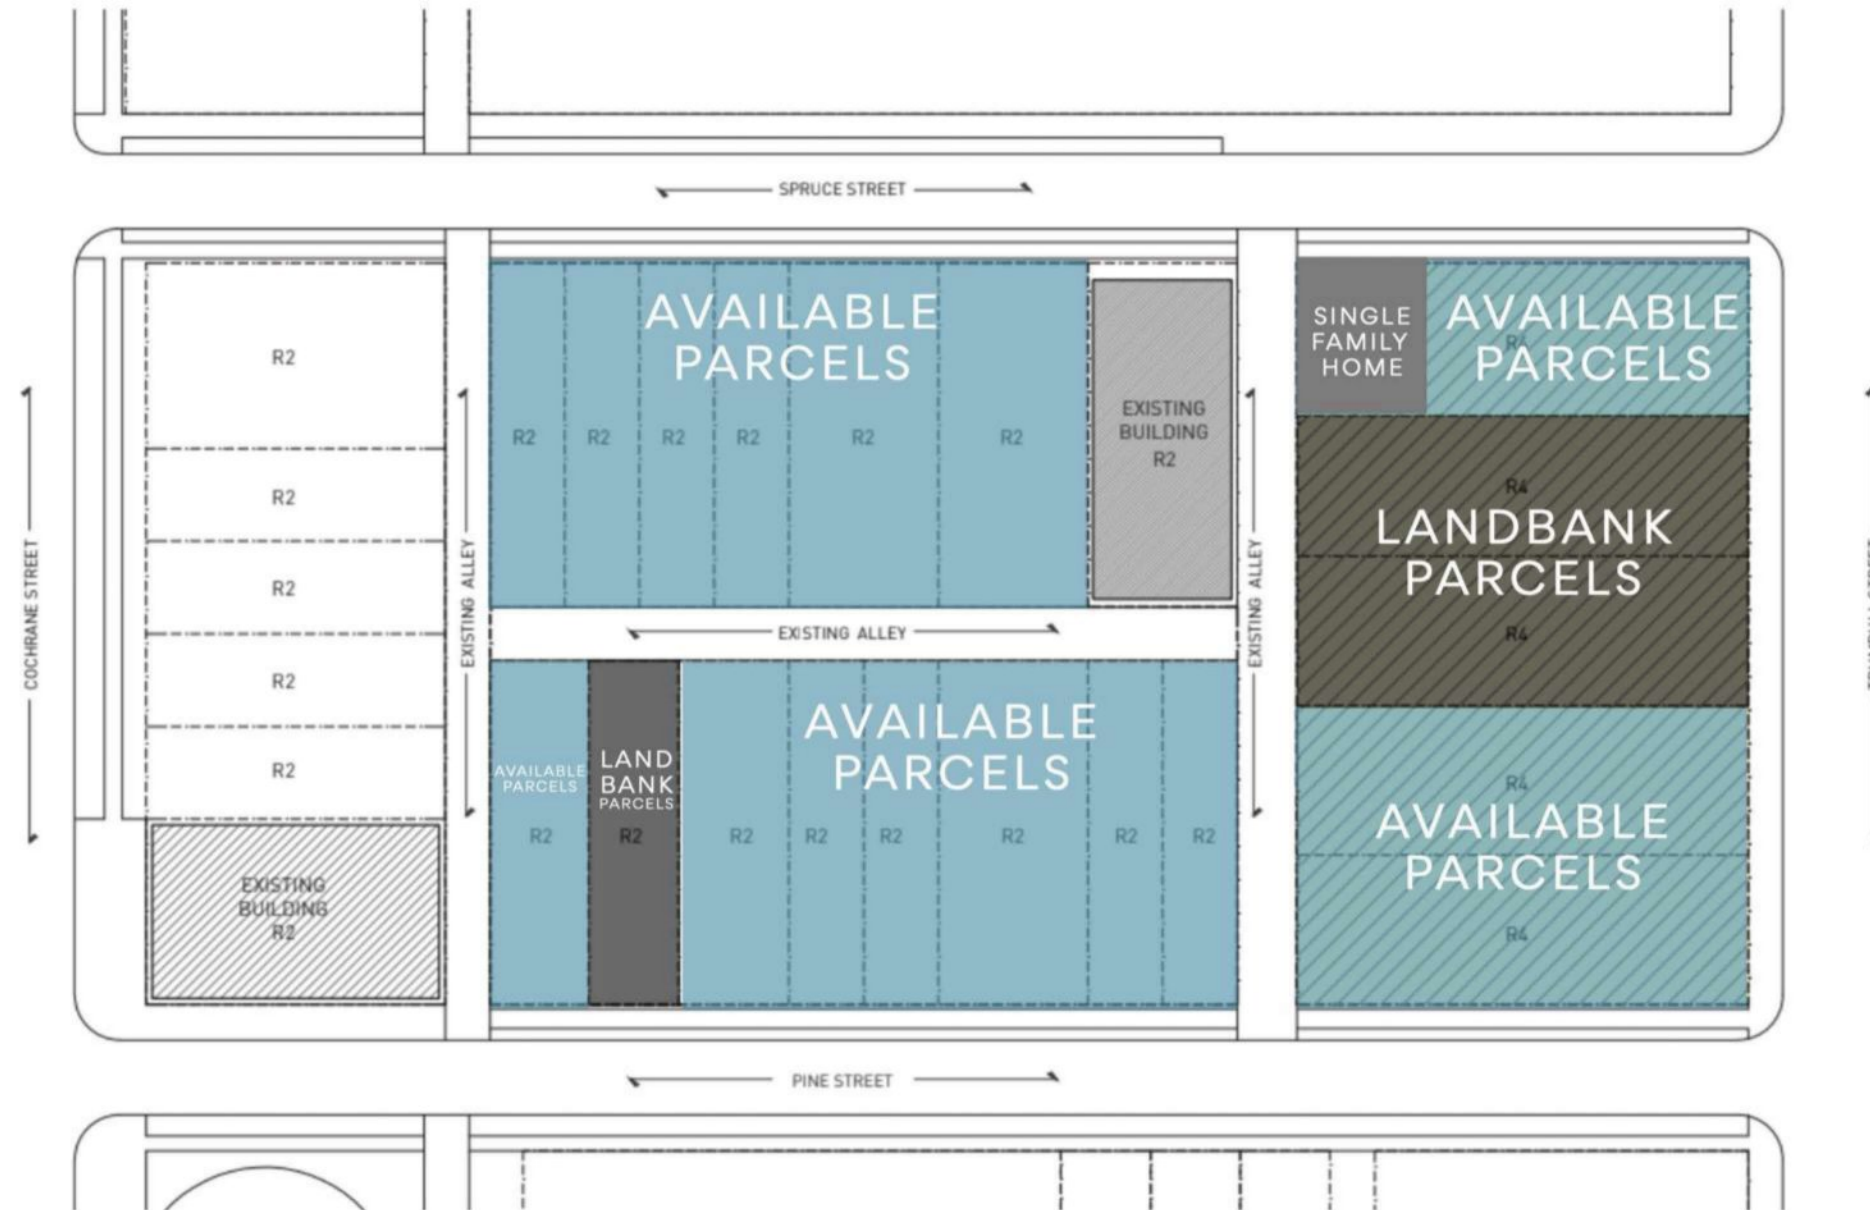 SPRUCE STREET
COCHRANE STREET
R2
R2
R2
R2
R2
EXISTING
BUILDING
R2
EXISTING ALLEY
AVAILABLE
PARCELS
R2 R2 R2 R2 R2 R2
EXISTING
BUILDING
R2
EXISTING ALLEY
AVAILABLE
PARCELS
R2
LAND
BANK
PARCELS
R2
AVAILABLE
PARCELS
R2 R2 R2 R2 R2 R2
EXISTING ALLEY
SINGLE
FAMILY
HOME
AVAILABLE
PARCELS
R4
LANDBANK
PARCELS
R4
R4
AVAILABLE
PARCELS
R4
PINE STREET